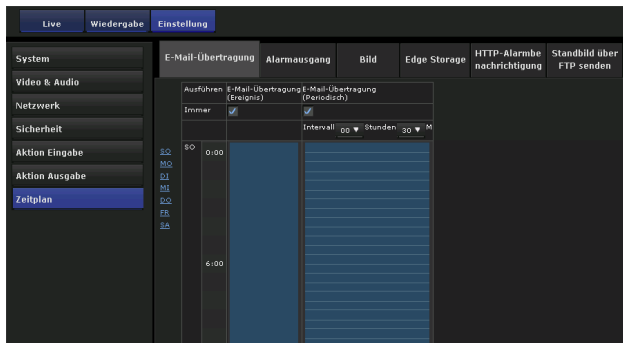 Live Wiedergabe Einstellung
System
Video & Audio
Netzwerk
Sicherheit
Aktion Eingabe
Aktion Ausgabe
Zeitplan
E-Mail-Übertragung Alarmausgang Bild Edge Storage HTTP-Alarmbe nachrichtigung Standbild über FTP senden
Ausführen E-Mail-Übertragung (Ereignis) E-Mail-Übertragung (Periodisch)
Immer
Intervall 00 Stunden 30 M
SO
MO
DI
MI
DO
FR
SA
SO 0:00
6:00